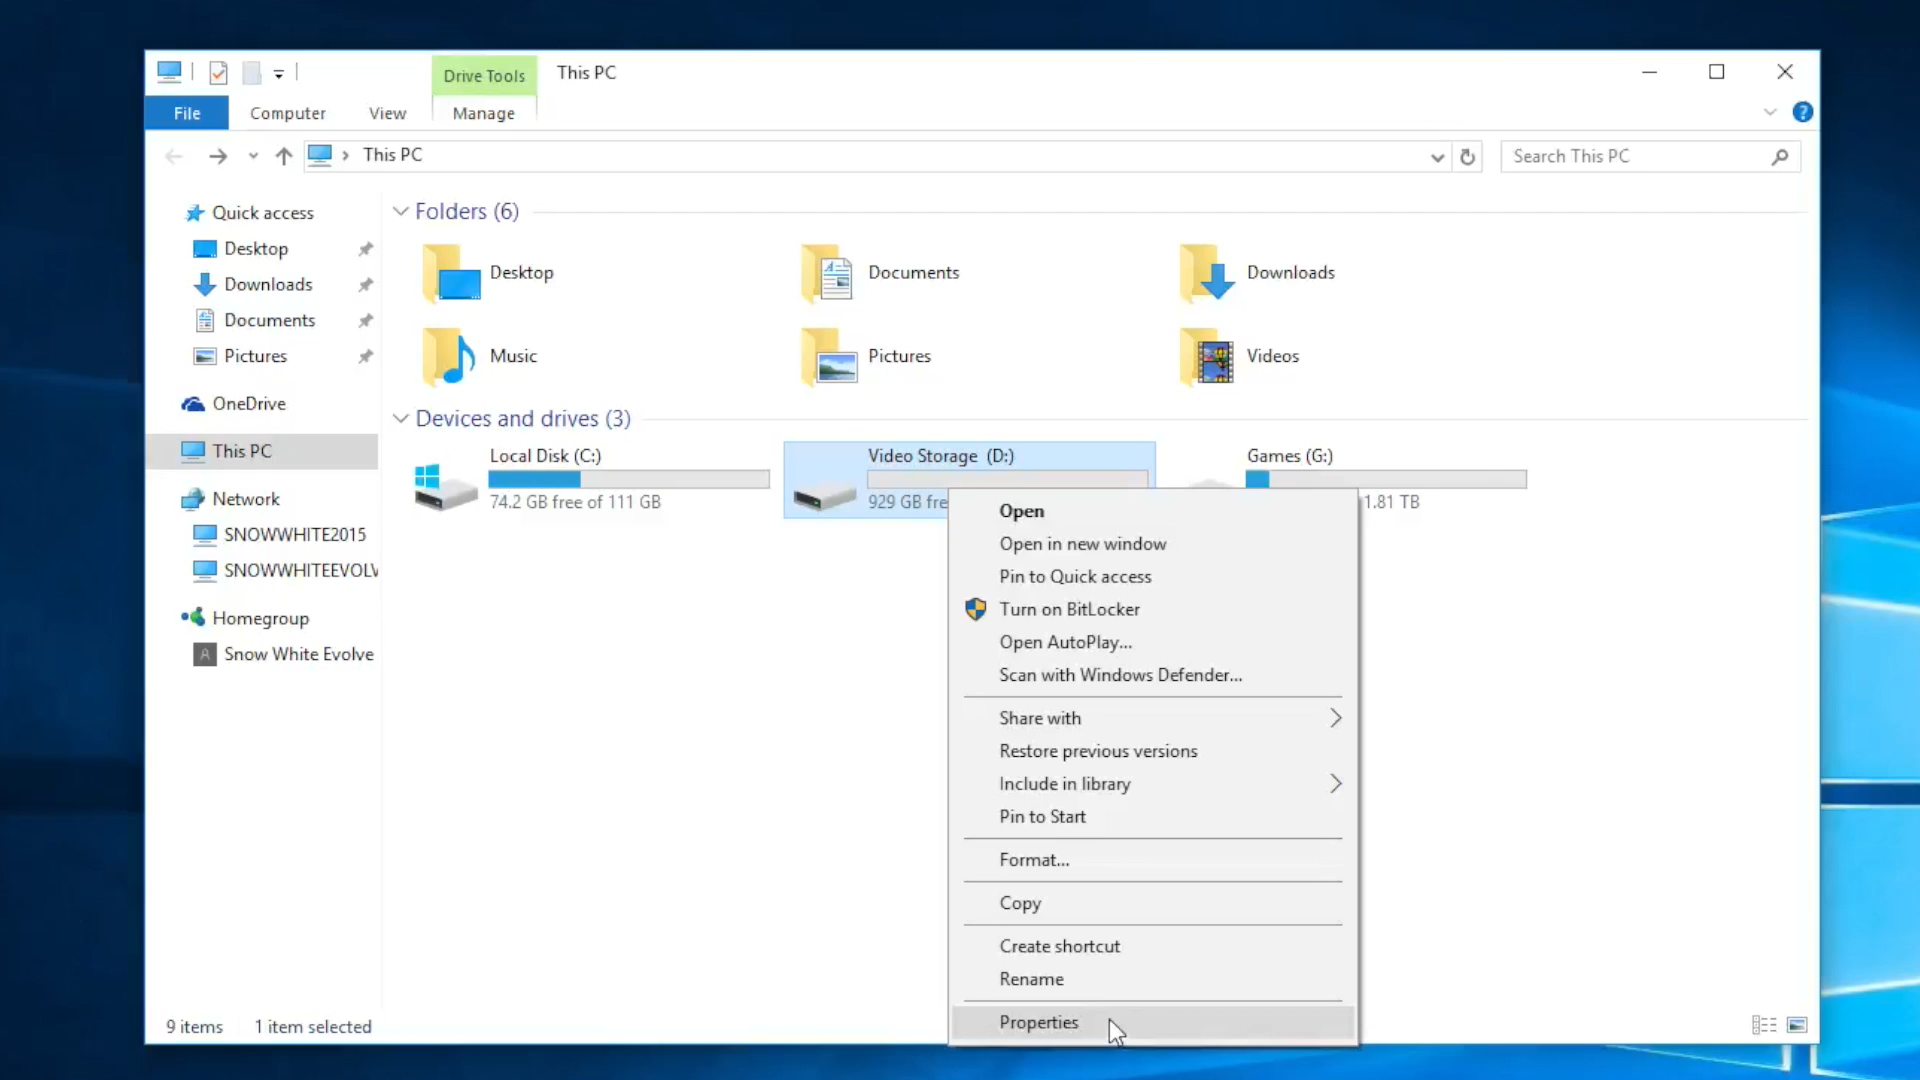 Drive Tools
This PC
File
Computer
View
Manage
?
This PC
Search This PC
Quick access
Desktop
Downloads
Documents
Pictures
OneDrive
This PC
Network
SNOWWHITE2015
SNOWWHITEEVOLV
Homegroup
A
Snow White Evolve
Folders (6)
Desktop
Documents
Downloads
Music
Pictures
Videos
Devices and drives (3)
Local Disk (C:)
74.2 GB free of 111 GB
Video Storage (D:)
929 GB fre
Games (G:)
1.81 TB
Open
Open in new window
Pin to Quick access
Turn on BitLocker
Open AutoPlay...
Scan with Windows Defender...
Share with
Restore previous versions
Include in library
Pin to Start
Format...
Copy
Create shortcut
Rename
Properties
9 items
1 item selected